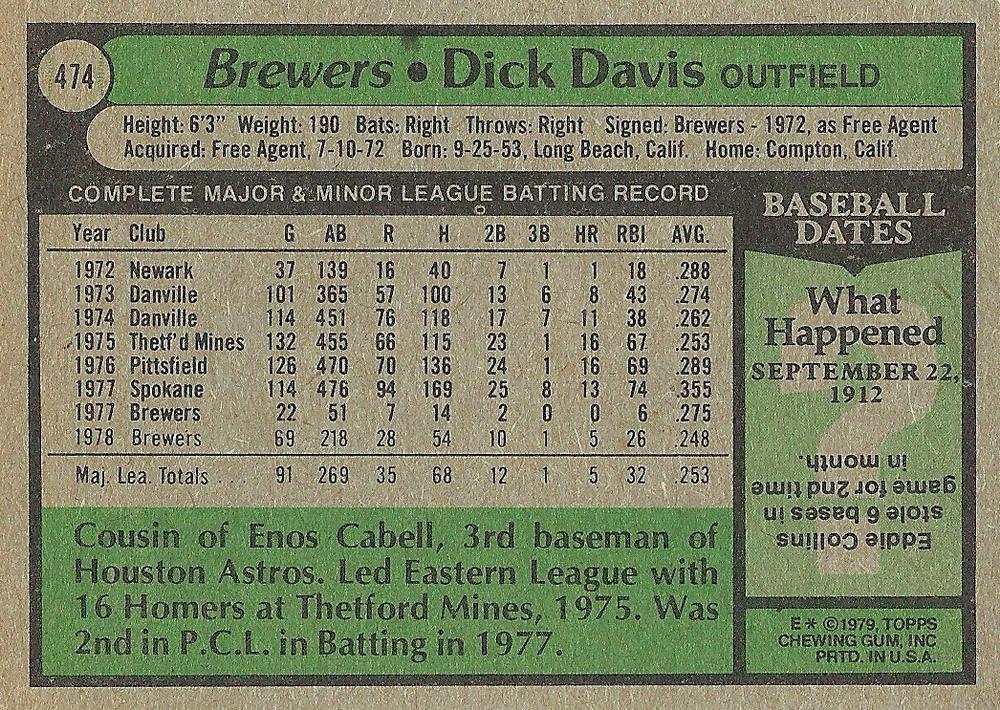 474
Brewers • Dick Davis OUTFIELD
Height: 6'3" Weight: 190 Bats: Right Throws: Right Signed: Brewers - 1972, as Free Agent
Acquired: Free Agent, 7-10-72 Born: 9-25-53, Long Beach, Calif. Home: Compton, Calif.
COMPLETE MAJOR & MINOR LEAGUE BATTING RECORD
Year Club G AB R H 2B 3B HR RBI AVG.
1972 Newark 37 139 16 40 7 1 1 18 .288
1973 Danville 101 365 57 100 13 6 8 43 .274
1974 Danville 114 451 76 118 17 7 11 38 .262
1975 Thetf'd Mines 132 455 66 115 23 1 16 67 .253
1976 Pittsfield 126 470 70 136 24 1 16 69 .289
1977 Spokane 114 476 94 169 25 8 13 74 .355
1977 Brewers 22 51 7 14 2 0 0 6 .275
1978 Brewers 69 218 28 54 10 1 5 26 .248
Maj. Lea. Totals ... 91 269 35 68 12 1 5 32 .253
Cousin of Enos Cabell, 3rd baseman of
Houston Astros. Led Eastern League with
16 Homers at Thetford Mines, 1975. Was
2nd in P.C.L. in Batting in 1977.
BASEBALL
DATES
What
Happened
SEPTEMBER 22,
1912
Eddie Collins
stole 6 bases in
game for 2nd time
in month.
E* ©1979, TOPPS
CHEWING GUM, INC
PRTD. IN U.S.A.